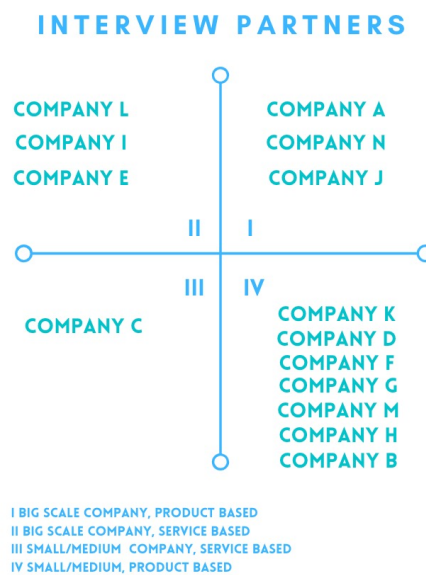 INTERVIEW PARTNERS
COMPANY L
COMPANY I
COMPANY E
COMPANY A
COMPANY N
COMPANY J
II
I
III
IV
COMPANY C
COMPANY K
COMPANY D
COMPANY F
COMPANY G
COMPANY M
COMPANY H
COMPANY B
I BIG SCALE COMPANY, PRODUCT BASED
II BIG SCALE COMPANY, SERVICE BASED
III SMALL/MEDIUM COMPANY, SERVICE BASED
IV SMALL/MEDIUM, PRODUCT BASED